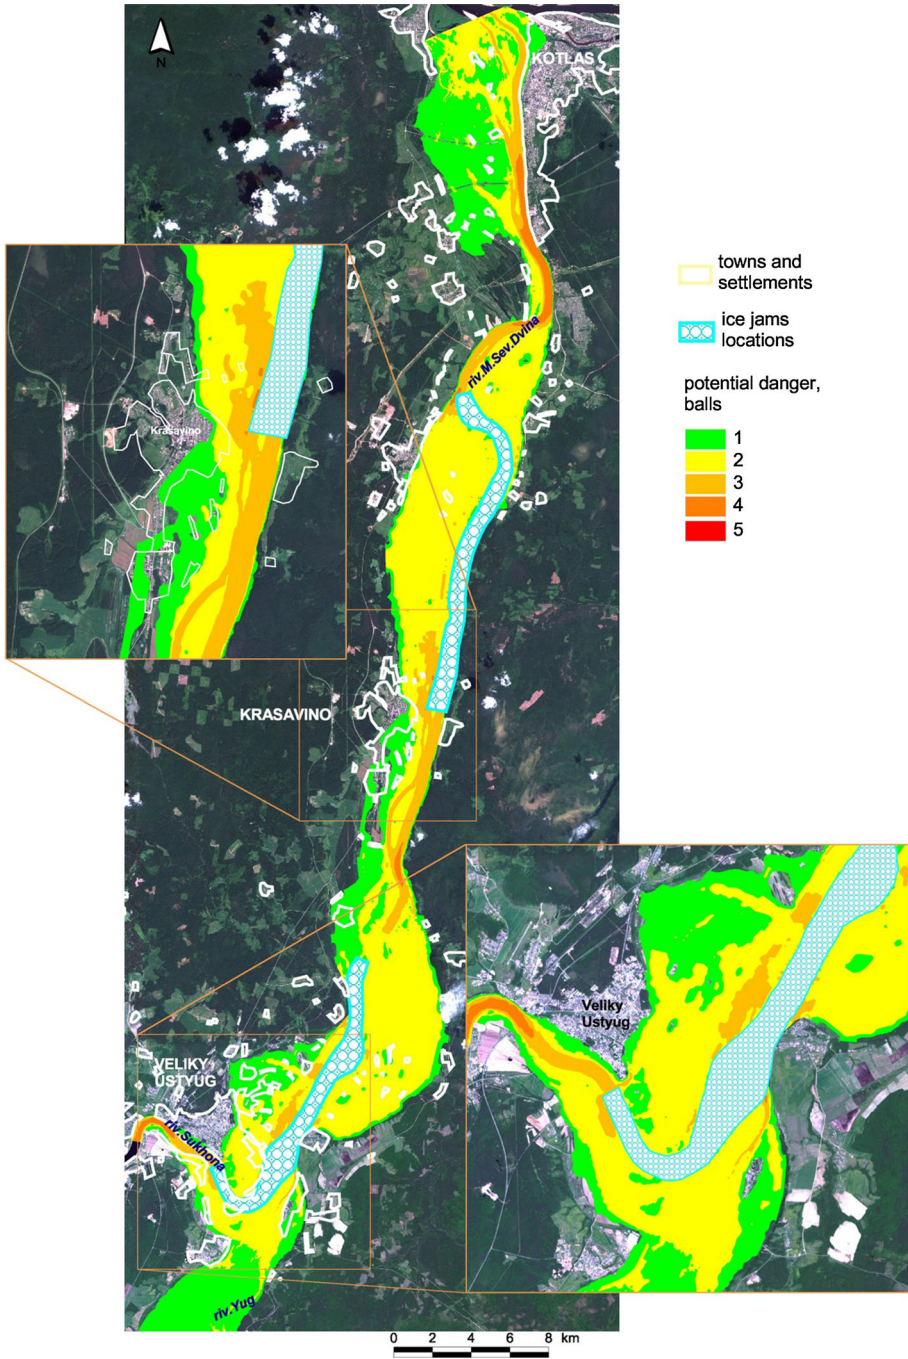 N
KOTLAS
riv.M.Sev.Dvina
Krasavino
KRASAVINO
VELIKY
USTYUG
riv.Sukhona
riv.Yug
Veliky
Ustyug
towns and
settlements
ice jams
locations
potential danger,
balls
1
2
3
4
5
0 2 4 6 8 km